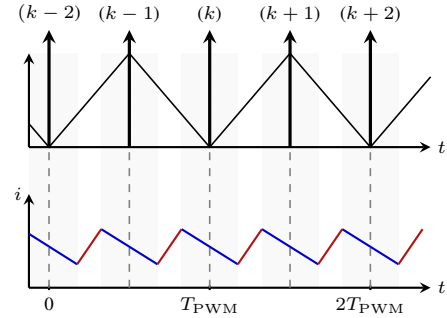 (k − 2) (k − 1) (k) (k + 1) (k + 2)
t
i
t
0 T_PWM 2T_PWM